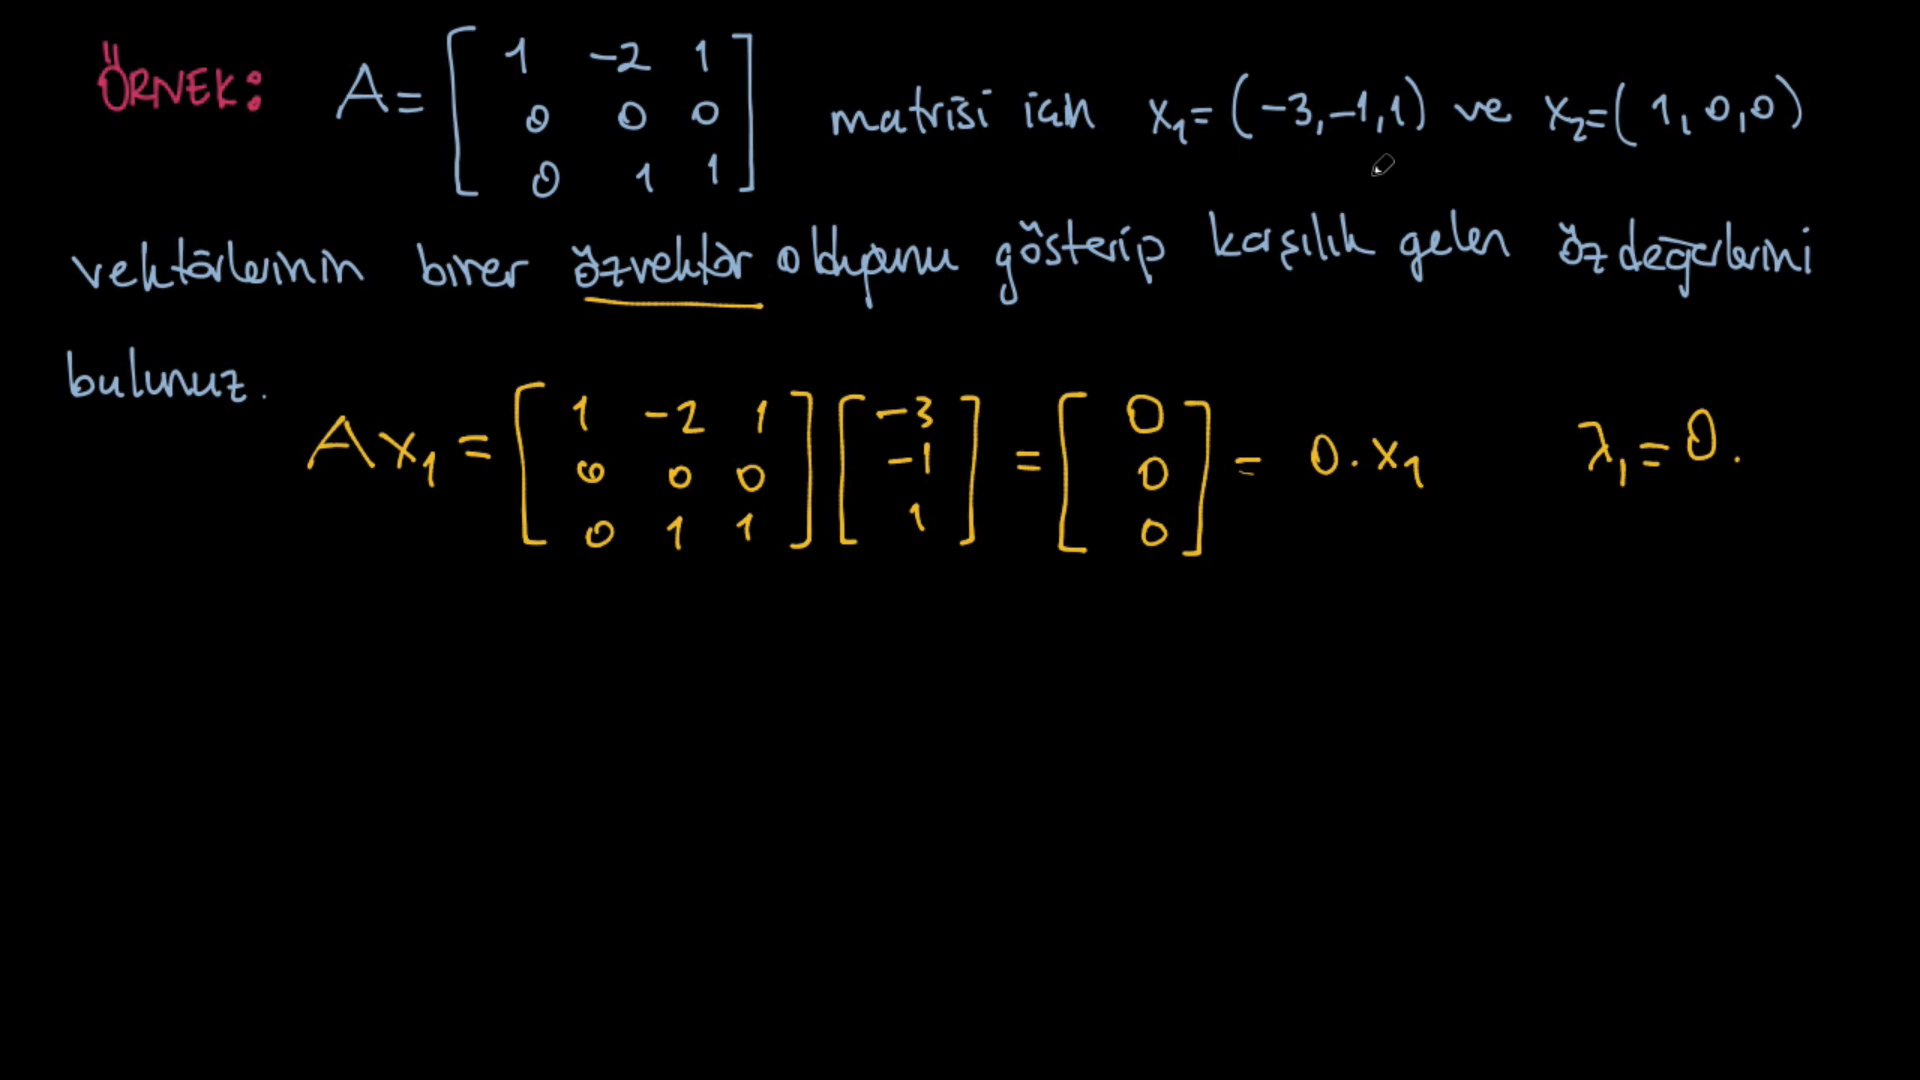 ÖRNEK: A = [ 1 -2 1 ; 0 0 0 ; 0 1 1 ] matrisi için x₁=(-3,-1,1) ve x₂=(1,0,0)
vektörlerinin birer özvektör olduğunu gösterip karşılık gelen özdeğerlerini
bulunuz.
Ax₁ = [ 1 -2 1 ; 0 0 0 ; 0 1 1 ] [ -3 ; -1 ; 1 ] = [ 0 ; 0 ; 0 ] = 0.x₁ λ₁=0.